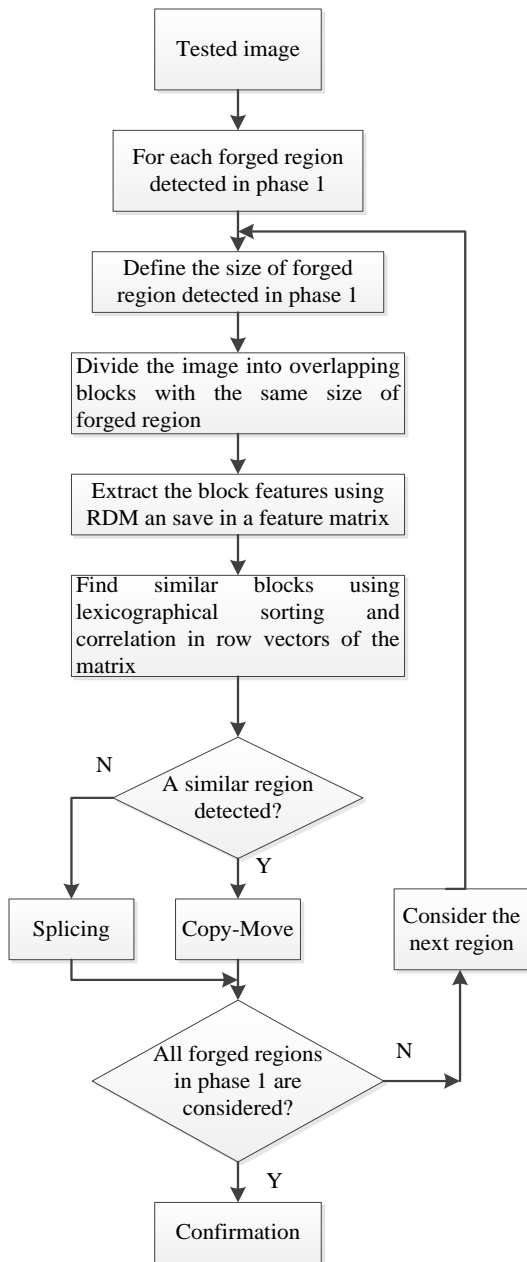 Tested image
For each forged region
detected in phase 1
Define the size of forged
region detected in phase 1
Divide the image into overlapping
blocks with the same size of
forged region
Extract the block features using
RDM an save in a feature matrix
Find similar blocks using
lexicographical sorting and
correlation in row vectors of the
matrix
N
A similar region
detected?
Y
Splicing
Copy-Move
Consider the
next region
All forged regions
in phase 1 are
considered?
N
Y
Confirmation